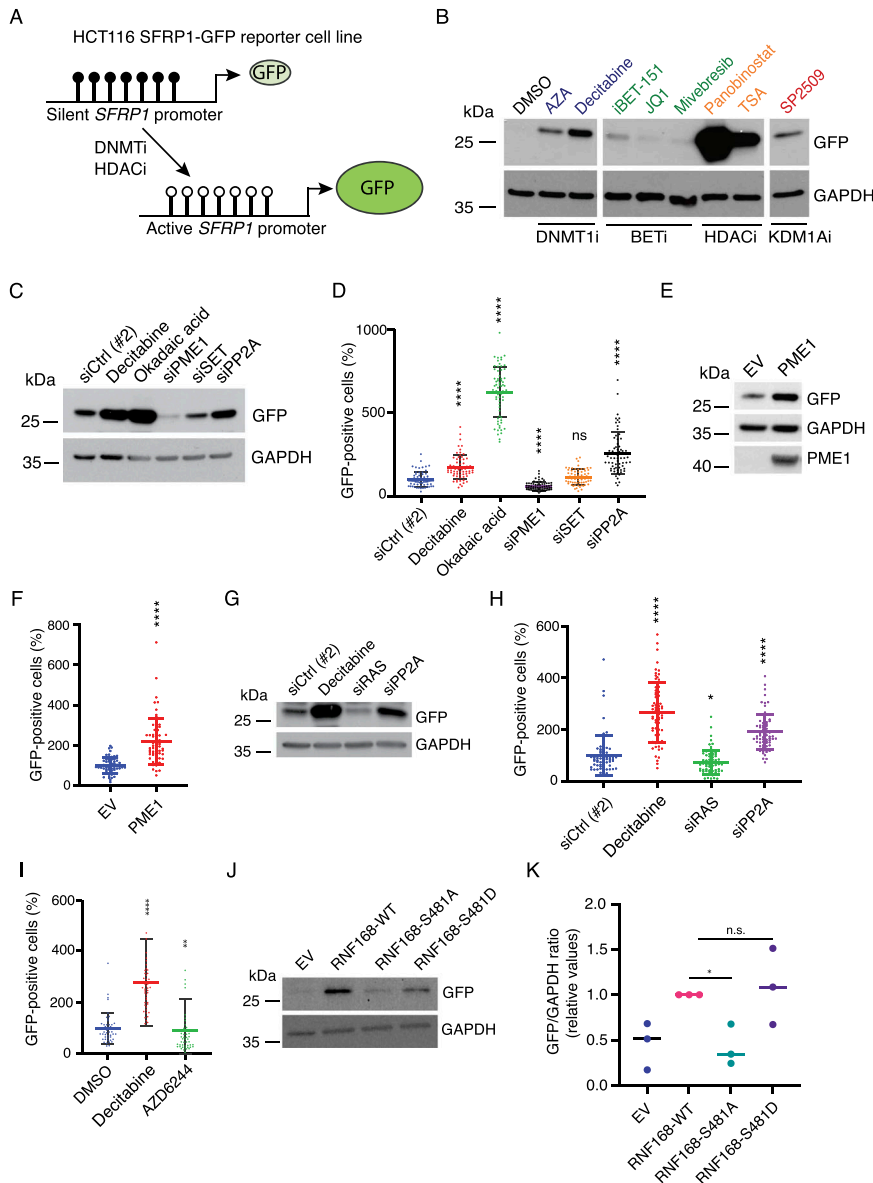 A
HCT116 SFRP1-GFP reporter cell line
GFP
Silent SFRP1 promoter
DNMTi
HDACi
GFP
Active SFRP1 promoter
B
DMSO
AZA
Decitabine
iBET-151
JQ1
Mivebresib
Panobinostat
TSA
SP2509
kDa
25
GFP
35
GAPDH
DNMT1i
BETi
HDACi
KDM1Ai
C
siCtrl (#2)
Decitabine
Okadaic acid
siPME1
siSET
siPP2A
kDa
25
GFP
35
GAPDH
D
GFP-positive cells (%)
1000
500
0
****
****
****
ns
****
siCtrl (#2)
Decitabine
Okadaic acid
siPME1
siSET
siPP2A
E
EV
PME1
kDa
25
GFP
35
GAPDH
40
PME1
F
GFP-positive cells (%)
800
600
400
200
0
****
EV
PME1
G
siCtrl (#2)
Decitabine
siRAS
siPP2A
kDa
25
GFP
35
GAPDH
H
GFP-positive cells (%)
600
400
200
0
****
*
****
siCtrl (#2)
Decitabine
siRAS
siPP2A
I
GFP-positive cells (%)
600
400
200
0
****
**
DMSO
Decitabine
AZD6244
J
EV
RNF168-WT
RNF168-S481A
RNF168-S481D
kDa
25
GFP
35
GAPDH
K
GFP/GAPDH ratio
(relative values)
2.0
1.5
1.0
0.5
0.0
n.s.
*
EV
RNF168-WT
RNF168-S481A
RNF168-S481D